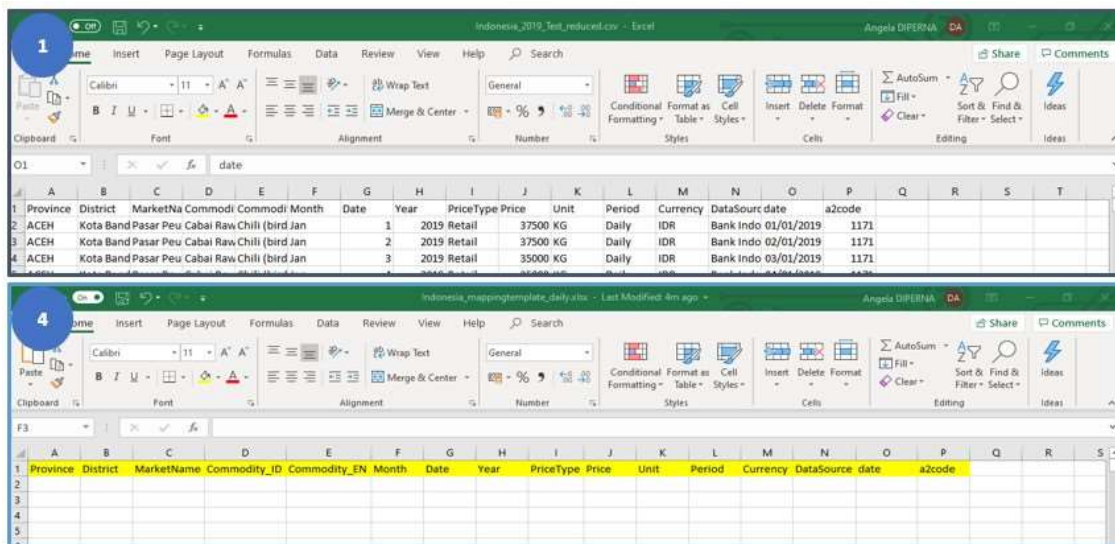 1
Off
Indonesia_2019_Test_reduced.csv - Excel
Angela DIPERNA DA
Insert Page Layout Formulas Data Review View Help Search
Share Comments
Calibri 11 A A Wrap Text General
Paste B I U A Merge & Center % 9
Conditional Format as Cell Insert Delete Format
Formatting Table Styles
AutoSum
Fill
Clear
Sort & Find &
Filter Select
Ideas
Clipboard Font Alignment Number Styles Cells Editing Ideas
O1 fx date
A B C D E F G H I J K L M N O P Q R S T
1 Province District MarketNa Commodi Commodi Month Date Year PriceType Price Unit Period Currency DataSourc date a2code
2 ACEH Kota Band Pasar Peu Cabai Raw Chili (bird Jan 1 2019 Retail 37500 KG Daily IDR Bank Indo 01/01/2019 1171
3 ACEH Kota Band Pasar Peu Cabai Raw Chili (bird Jan 2 2019 Retail 37500 KG Daily IDR Bank Indo 02/01/2019 1171
4 ACEH Kota Band Pasar Peu Cabai Raw Chili (bird Jan 3 2019 Retail 35000 KG Daily IDR Bank Indo 03/01/2019 1171
4
On
Indonesia_mappingtemplate_daily.xlsx - Last Modified: 4m ago
Angela DIPERNA DA
Insert Page Layout Formulas Data Review View Help Search
Share Comments
Calibri 11 A A Wrap Text General
Paste B I U A Merge & Center % 9
Conditional Format as Cell Insert Delete Format
Formatting Table Styles
AutoSum
Fill
Clear
Sort & Find &
Filter Select
Ideas
Clipboard Font Alignment Number Styles Cells Editing Ideas
F3 fx
A B C D E F G H I J K L M N O P Q R S
1 Province District MarketName Commodity_ID Commodity_EN Month Date Year PriceType Price Unit Period Currency DataSource date a2code
2
3
4
5